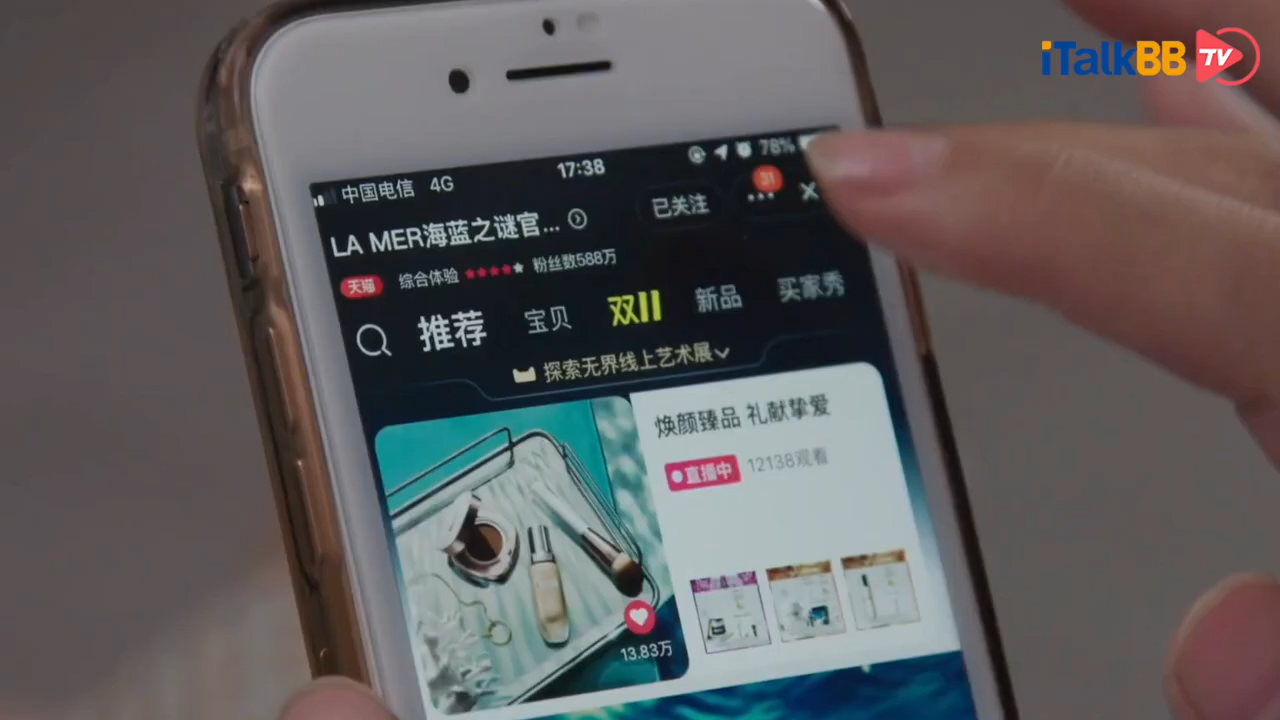 iTalkBB TV
中国电信 4G 17:38 78%
LA MER海蓝之谜官... 已关注 31
天猫 综合体验 粉丝数588万
推荐 宝贝 双11 新品 买家秀
探索无界线上艺术展
焕颜臻品 礼献挚爱
直播中 12138观看
13.83万